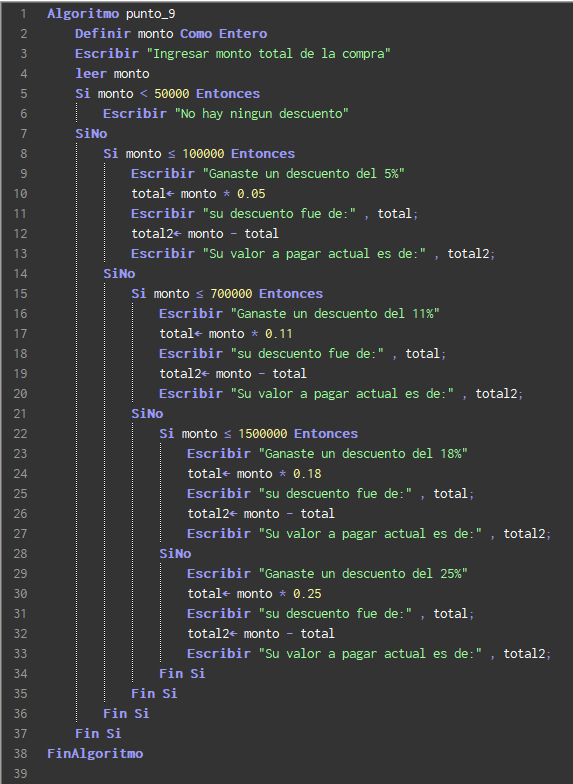 1 Algoritmo punto_9
2 Definir monto Como Entero
3 Escribir "Ingresar monto total de la compra"
4 leer monto
5 Si monto < 50000 Entonces
6 Escribir "No hay ningun descuento"
7 SiNo
8 Si monto ≤ 100000 Entonces
9 Escribir "Ganaste un descuento del 5%"
10 total← monto * 0.05
11 Escribir "su descuento fue de:" , total;
12 total2← monto - total
13 Escribir "Su valor a pagar actual es de:" , total2;
14 SiNo
15 Si monto ≤ 700000 Entonces
16 Escribir "Ganaste un descuento del 11%"
17 total← monto * 0.11
18 Escribir "su descuento fue de:" , total;
19 total2← monto - total
20 Escribir "Su valor a pagar actual es de:" , total2;
21 SiNo
22 Si monto ≤ 1500000 Entonces
23 Escribir "Ganaste un descuento del 18%"
24 total← monto * 0.18
25 Escribir "su descuento fue de:" , total;
26 total2← monto - total
27 Escribir "Su valor a pagar actual es de:" , total2;
28 SiNo
29 Escribir "Ganaste un descuento del 25%"
30 total← monto * 0.25
31 Escribir "su descuento fue de:" , total;
32 total2← monto - total
33 Escribir "Su valor a pagar actual es de:" , total2;
34 Fin Si
35 Fin Si
36 Fin Si
37 Fin Si
38 FinAlgoritmo
39